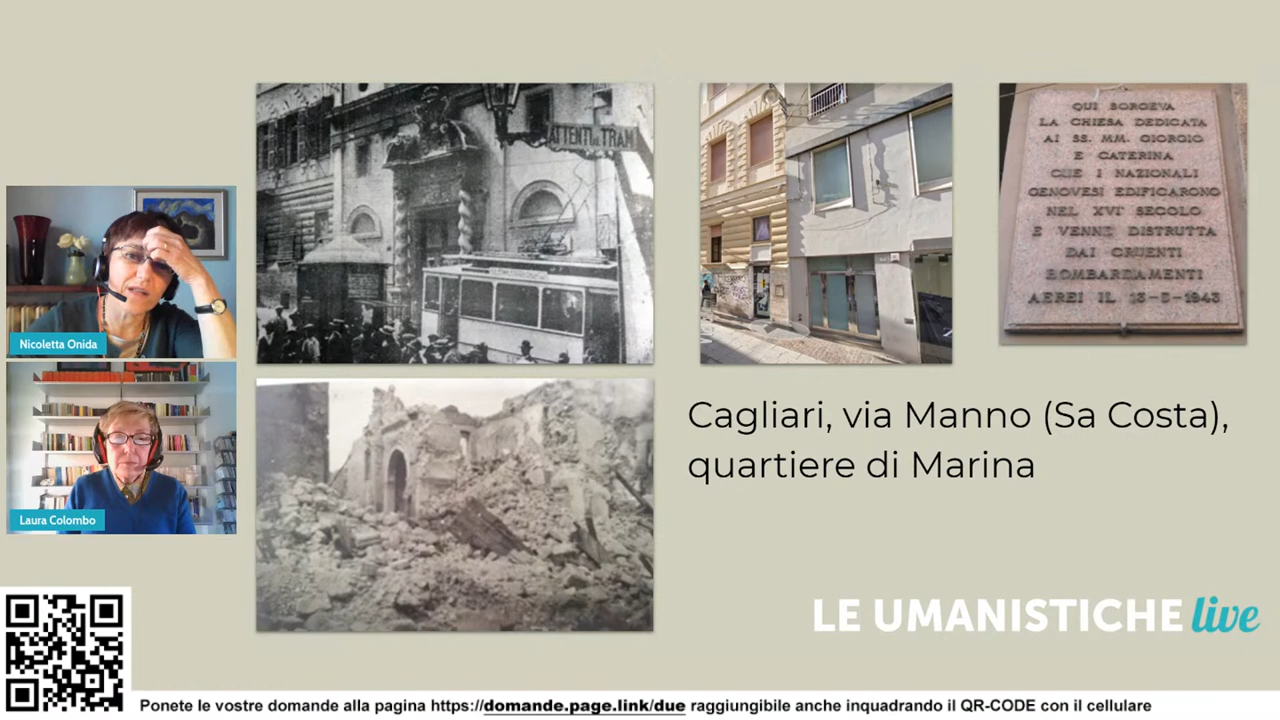 ATTENTI AL TRAM
QUI SORGEVA
LA CHIESA DEDICATA
AI SS. MM. GIORGIO
E CATERINA
CHE I NAZIONALI
GENOVESI EDIFICARONO
NEL XVI SECOLO
E VENNE DISTRUTTA
DAI CRUENTI
BOMBARDAMENTI
AEREI IL 13-5-1943
Nicoletta Onida
Laura Colombo
Cagliari, via Manno (Sa Costa),
quartiere di Marina
LE UMANISTICHE live
Ponete le vostre domande alla pagina https://domande.page.link/due raggiungibile anche inquadrando il QR-CODE con il cellulare